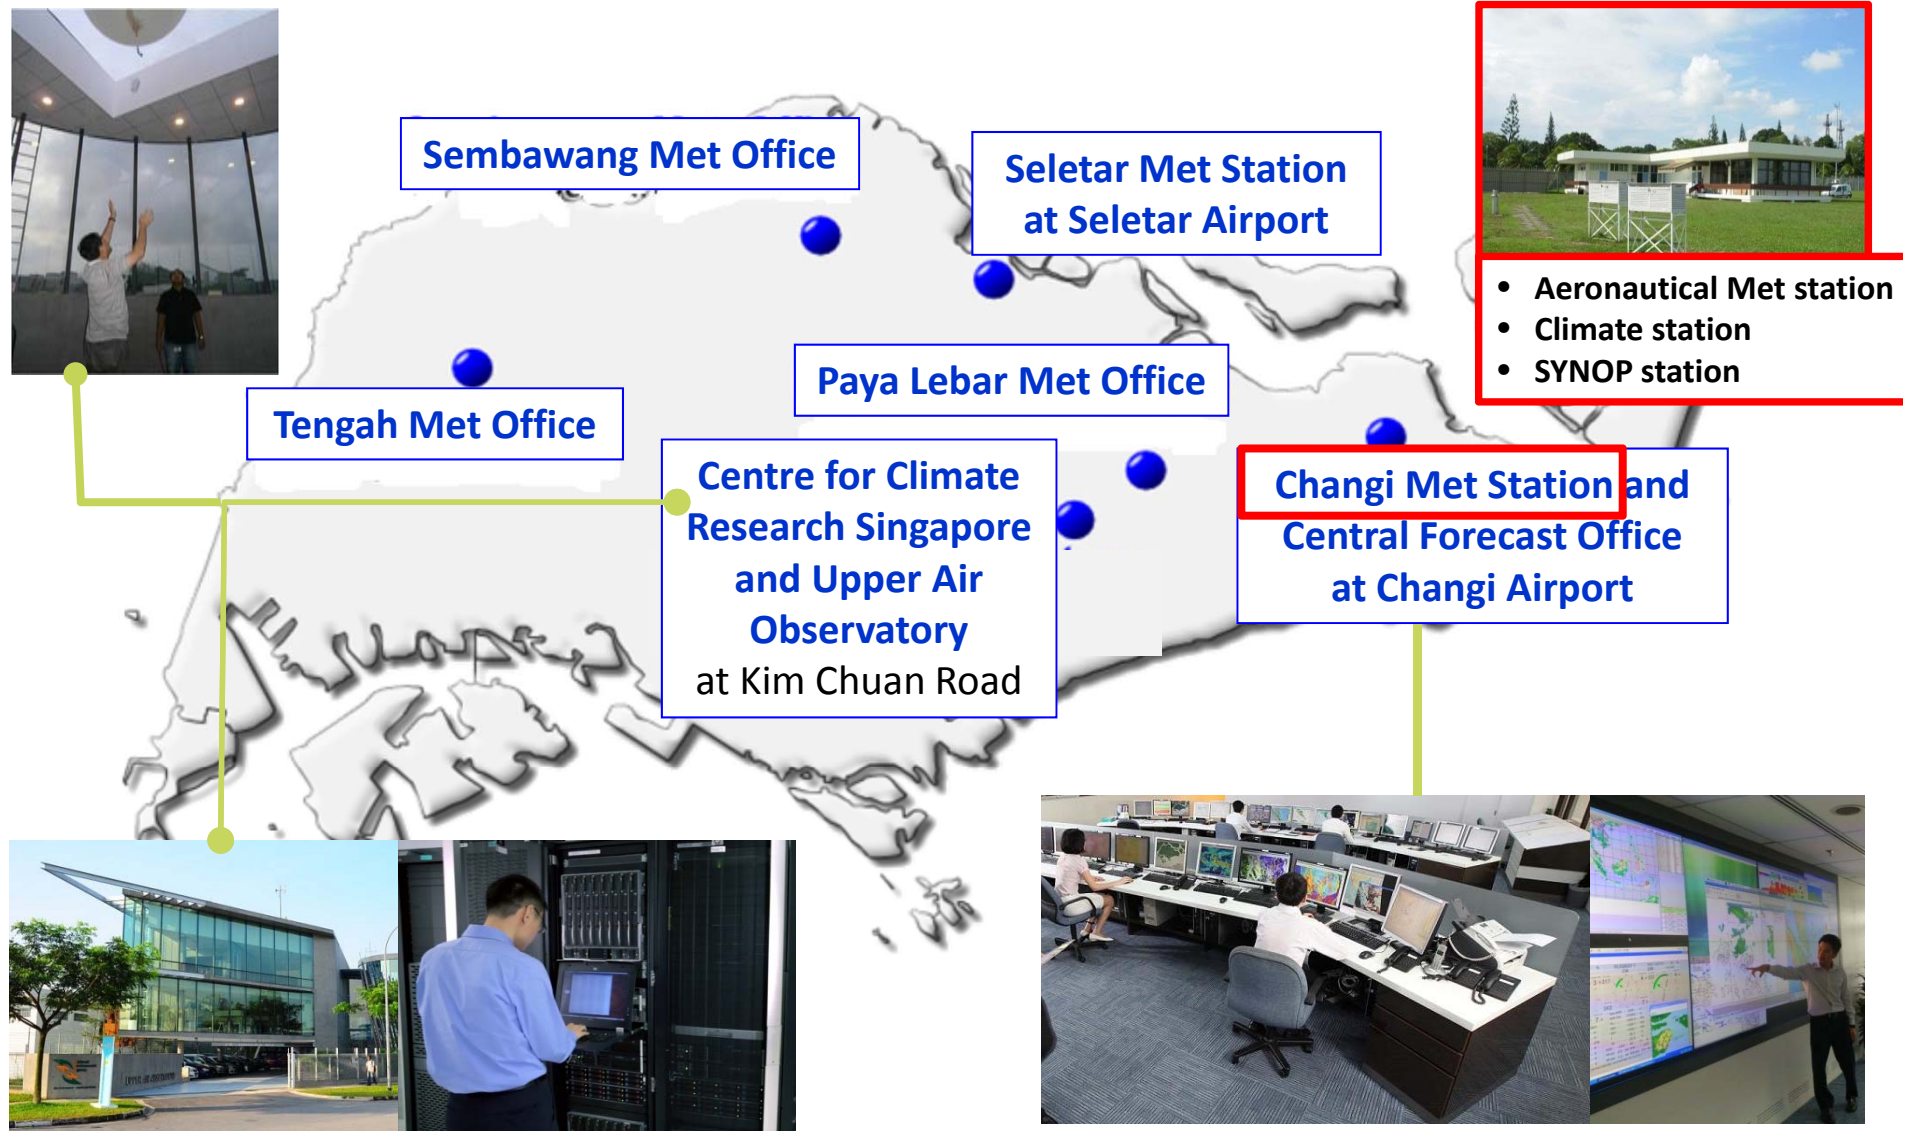 Sembawang Met Office
Seletar Met Station
at Seletar Airport
• Aeronautical Met station
• Climate station
• SYNOP station
Paya Lebar Met Office
Tengah Met Office
Centre for Climate
Research Singapore
and Upper Air
Observatory
at Kim Chuan Road
Changi Met Station and
Central Forecast Office
at Changi Airport